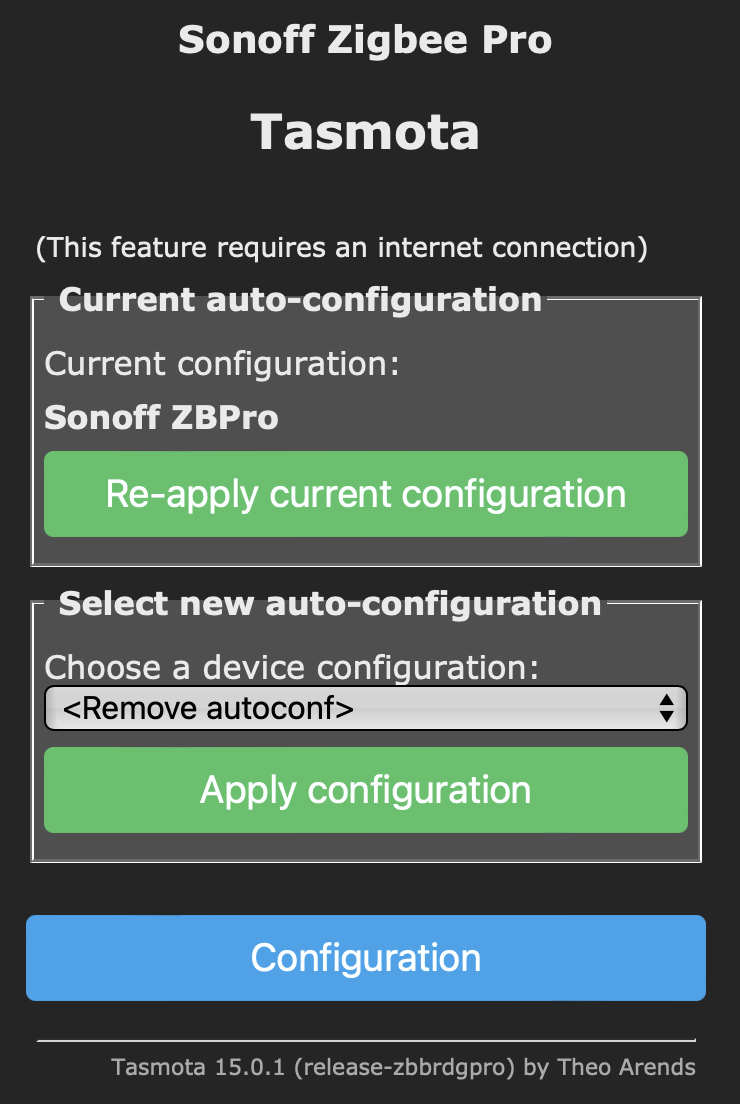 Sonoff Zigbee Pro
Tasmota
(This feature requires an internet connection)
Current auto-configuration
Current configuration:
Sonoff ZBPro
Re-apply current configuration
Select new auto-configuration
Choose a device configuration:
<Remove autoconf>
Apply configuration
Configuration
Tasmota 15.0.1 (release-zbbrdgpro) by Theo Arends